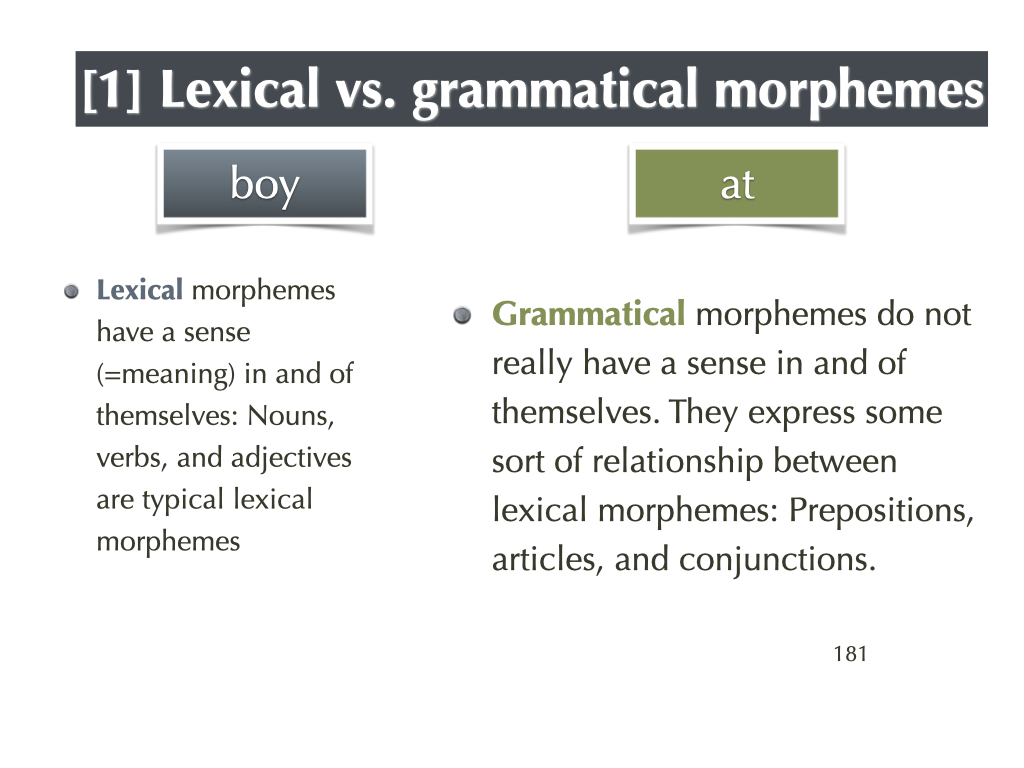 [1] Lexical vs. grammatical morphemes
boy
at
Lexical morphemes
have a sense
(=meaning) in and of
themselves: Nouns,
verbs, and adjectives
are typical lexical
morphemes
Grammatical morphemes do not
really have a sense in and of
themselves. They express some
sort of relationship between
lexical morphemes: Prepositions,
articles, and conjunctions.
181